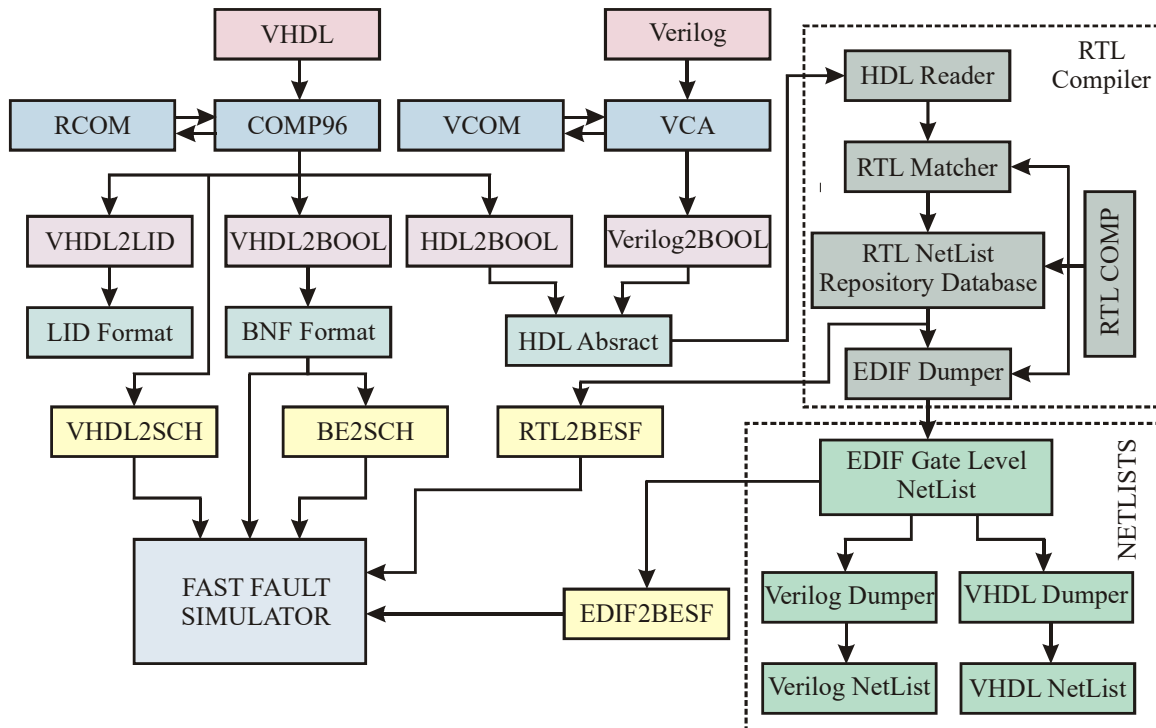 VHDL
Verilog
RTL
Compiler
HDL Reader
RCOM
COMP96
VCOM
VCA
RTL Matcher
VHDL2LID
VHDL2BOOL
HDL2BOOL
Verilog2BOOL
RTL NetList
Repository Database
RTL COMP
LID Format
BNF Format
HDL Absract
EDIF Dumper
VHDL2SCH
BE2SCH
RTL2BESF
EDIF Gate Level
NetList
NETLISTS
FAST FAULT
SIMULATOR
EDIF2BESF
Verilog Dumper
VHDL Dumper
Verilog NetList
VHDL NetList